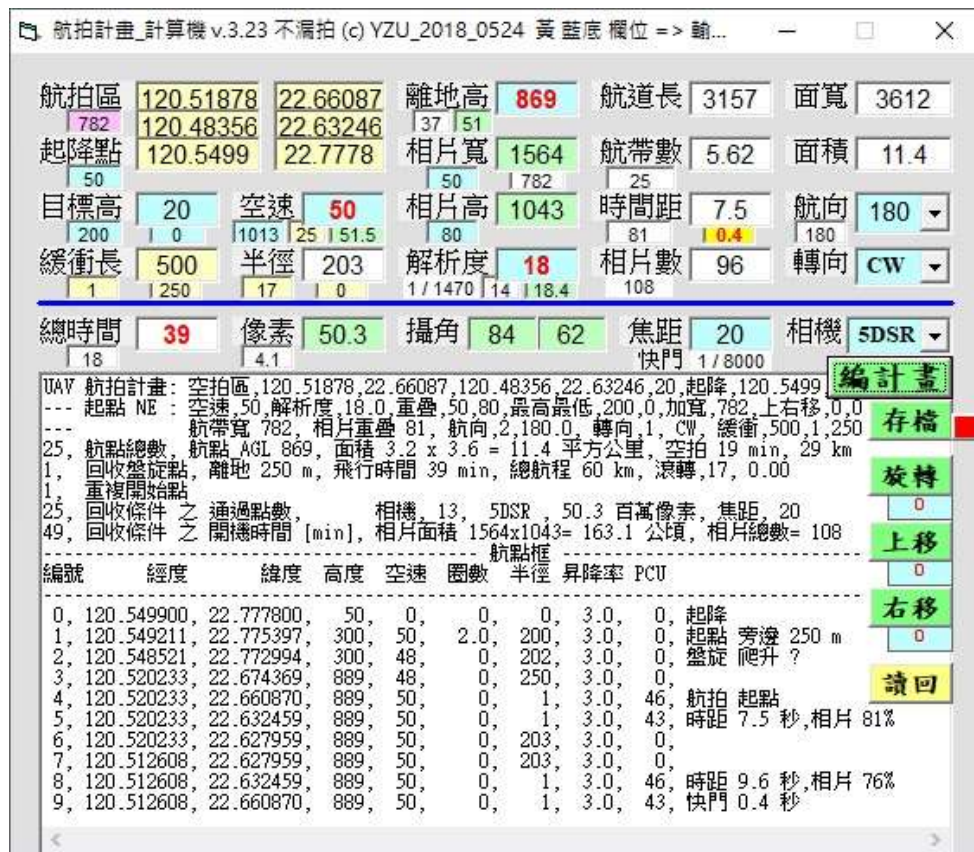 航拍計畫_計算機 v.3.23 不漏拍 (c) YZU_2018_0524 黃 藍底 欄位 => 輸...
航拍區 120.51878 22.66087 離地高 869 航道長 3157 面寬 3612
782 120.48356 22.63246 37 51
起降點 120.5499 22.7778 相片寬 1564 航帶數 5.62 面積 11.4
50 50 782 25
目標高 20 空速 50 相片高 1043 時間距 7.5 航向 180
200 0 1013 25 51.5 80 81 0.4 180
緩衝長 500 半徑 203 解析度 18 相片數 96 轉向 CW
1 250 17 0 1/1470 14 18.4 108
總時間 39 像素 50.3 攝角 84 62 焦距 20 相機 5DSR
18 4.1 快門 1/8000
編計畫
存檔
旋轉
0
上移
0
右移
0
讀回
UAV 航拍計畫: 空拍區,120.51878,22.66087,120.48356,22.63246,20,起降,120.5499
--- 起點 NE : 空速,50,解析度,18.0,重疊,50,80,最高最低,200,0,加寬,782,上右移,0,0
--- 航帶寬 782, 相片重疊 81, 航向,2,180.0, 轉向,1, CW, 緩衝,500,1,250
25, 航點總數, 航點 AGL 869, 面積 3.2 x 3.6 = 11.4 平方公里, 空拍 19 min, 29 km
1, 回收盤旋點, 離地 250 m, 飛行時間 39 min, 總航程 60 km, 滾轉,17, 0.00
1, 重複開始點
25, 回收條件 之 通過點數, 相機, 13, 5DSR , 50.3 百萬像素, 焦距, 20
49, 回收條件 之 開機時間 [min], 相片面積 1564x1043= 163.1 公頃, 相片總數= 108
---------------------------------------------- 航點框 -------------------------------
編號 經度 緯度 高度 空速 圈數 半徑 昇降率 PCU
0, 120.549900, 22.777800, 50, 0, 0, 0, 3.0, 0, 起降
1, 120.549211, 22.775397, 300, 50, 2.0, 200, 3.0, 0, 起點 旁邊 250 m
2, 120.548521, 22.772994, 300, 48, 0, 202, 3.0, 0, 盤旋 爬升 ?
3, 120.520233, 22.674369, 889, 48, 0, 250, 3.0, 0,
4, 120.520233, 22.660870, 889, 50, 0, 1, 3.0, 46, 航拍 起點
5, 120.520233, 22.632459, 889, 50, 0, 1, 3.0, 43, 時距 7.5 秒,相片 81%
6, 120.520233, 22.627959, 889, 50, 0, 203, 3.0, 0,
7, 120.512608, 22.627959, 889, 50, 0, 203, 3.0, 0,
8, 120.512608, 22.632459, 889, 50, 0, 1, 3.0, 46, 時距 9.6 秒,相片 76%
9, 120.512608, 22.660870, 889, 50, 0, 1, 3.0, 43, 快門 0.4 秒